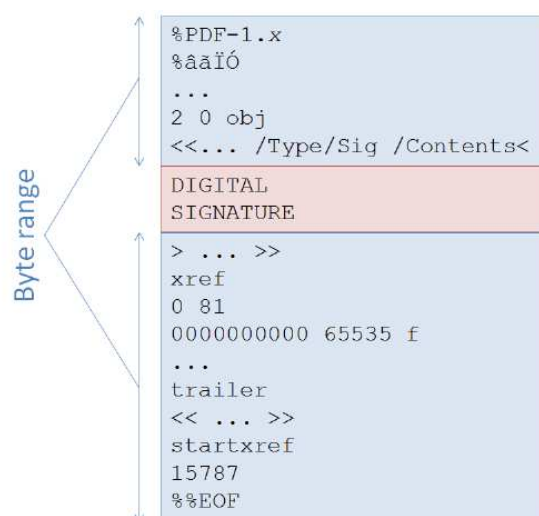 Byte range
%PDF-1.x
%âãÏÓ
...
2 0 obj
<<... /Type/Sig /Contents<
DIGITAL
SIGNATURE
> ... >>
xref
0 81
0000000000 65535 f
...
trailer
<< ... >>
startxref
15787
%%EOF